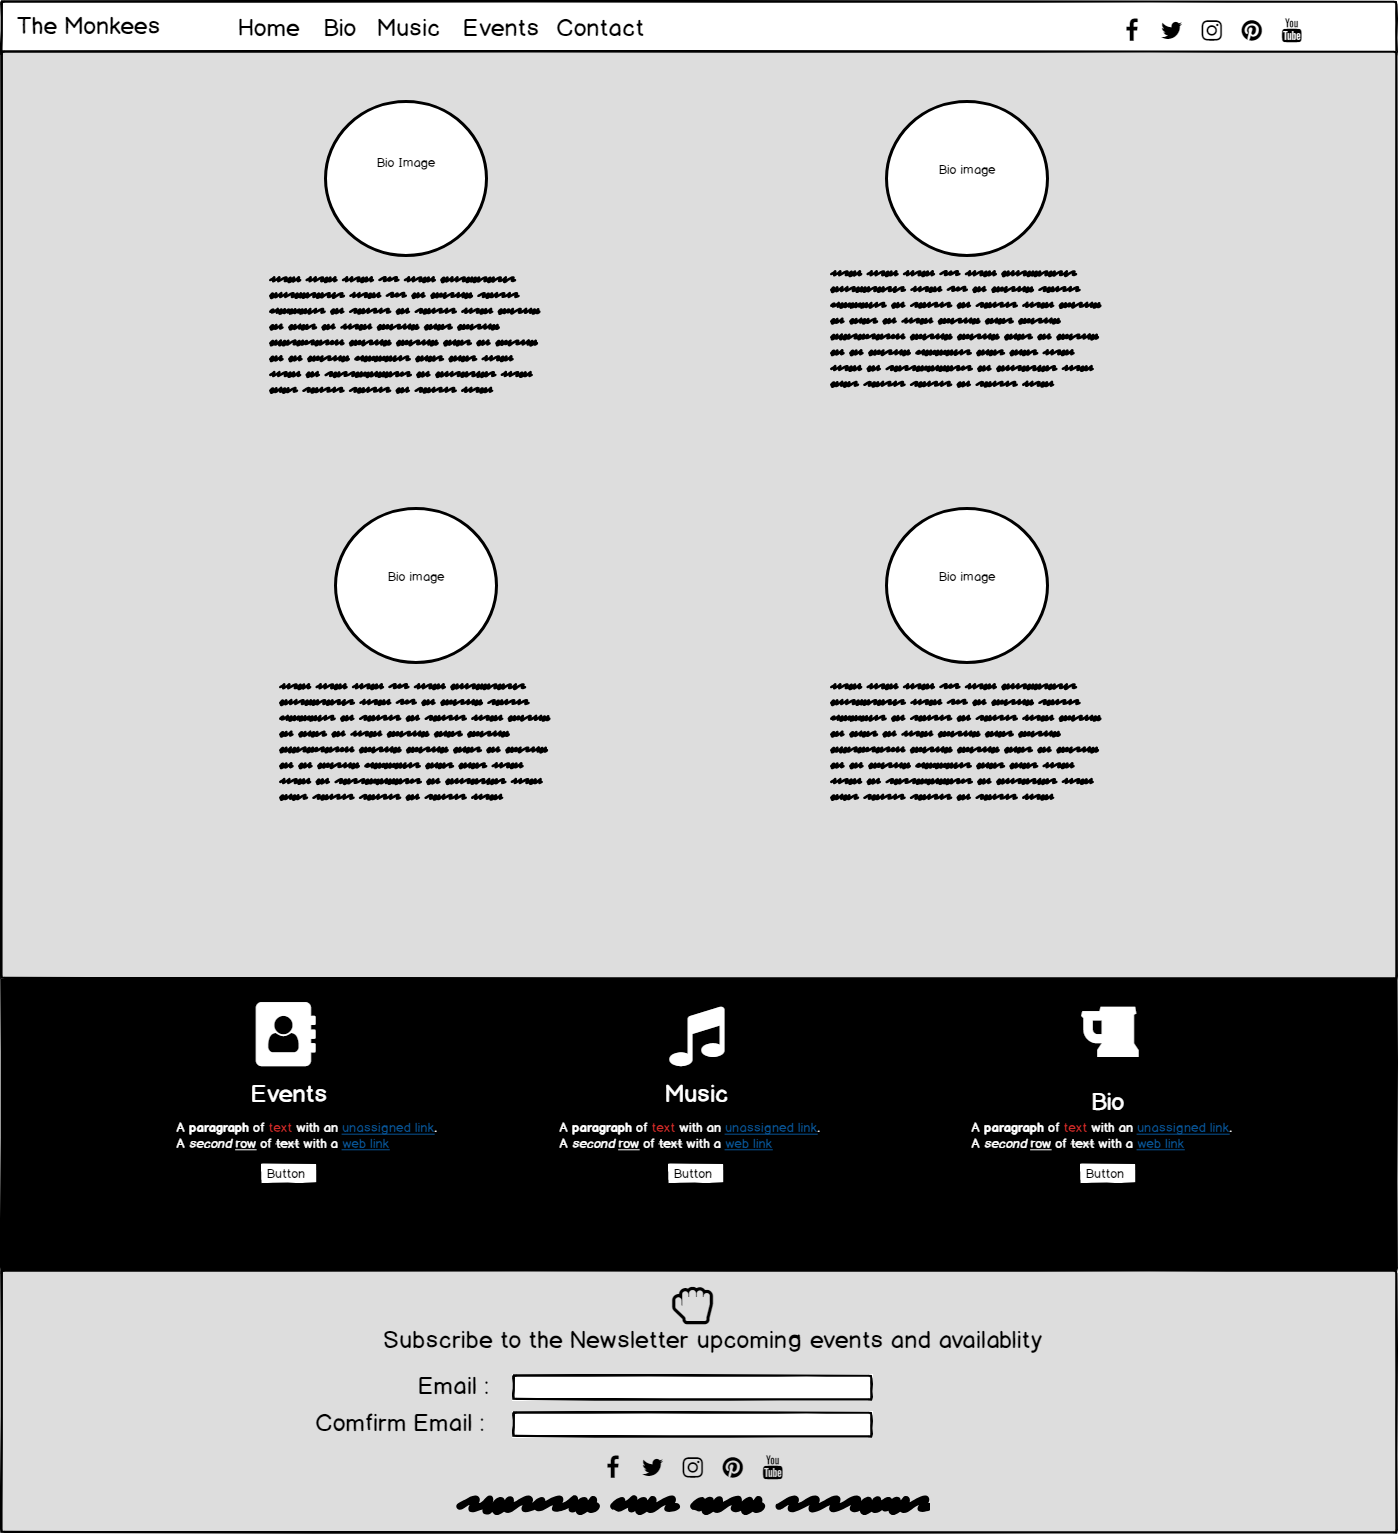 The Monkees Home Bio Music Events Contact You Tube
Bio Image Bio image
Bio image Bio image
Events Music Bio
A paragraph of text with an unassigned link. A paragraph of text with an unassigned link. A paragraph of text with an unassigned link.
A second row of text with a web link A second row of text with a web link A second row of text with a web link
Button Button Button
Subscribe to the Newsletter upcoming events and availablity
Email :
Comfirm Email :
You Tube